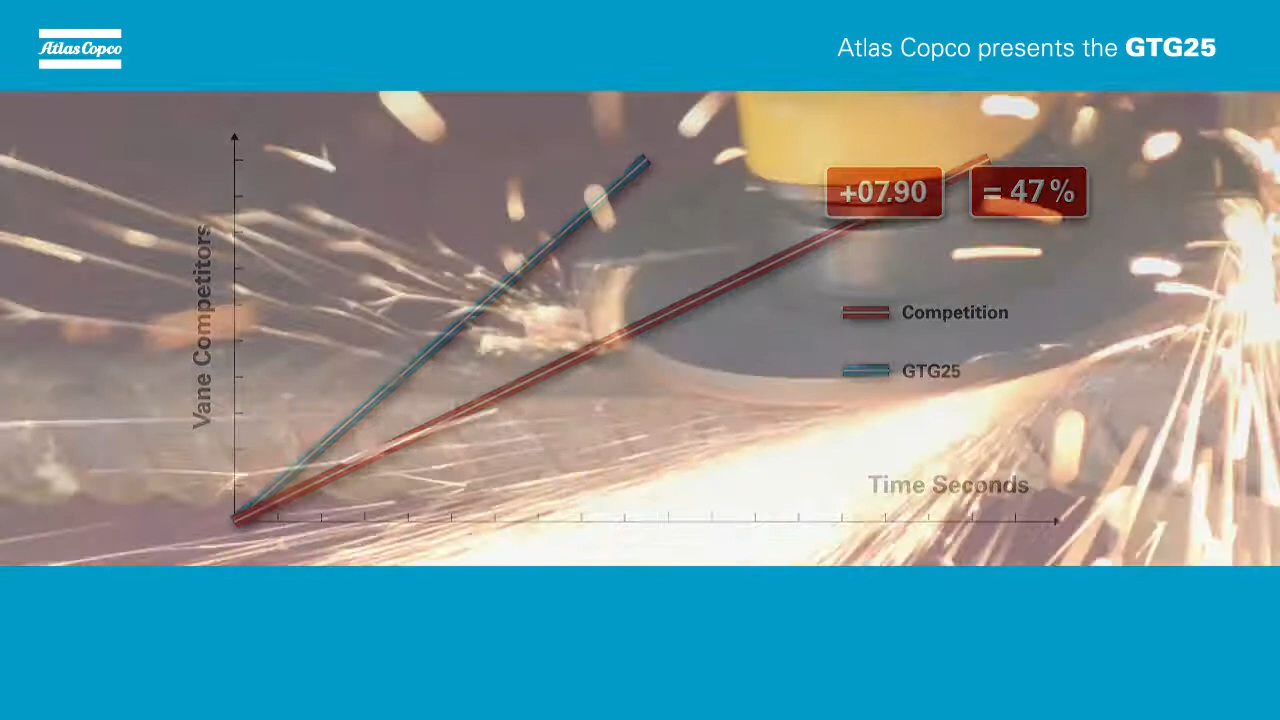 Atlas Copco
Atlas Copco presents the GTG25
+07.90
= 47 %
Vane Competitors
Competition
GTG25
Time Seconds